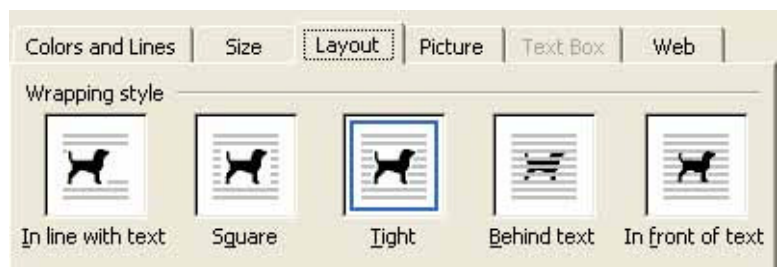 Colors and Lines Size Layout Picture Text Box Web
Wrapping style
In line with text Square Tight Behind text In front of text